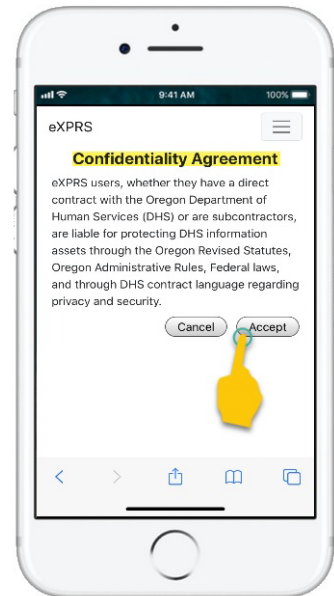 9:41 AM
100%
eXPRS
Confidentiality Agreement
eXPRS users, whether they have a direct
contract with the Oregon Department of
Human Services (DHS) or are subcontractors,
are liable for protecting DHS information
assets through the Oregon Revised Statutes,
Oregon Administrative Rules, Federal laws,
and through DHS contract language regarding
privacy and security.
Cancel Accept